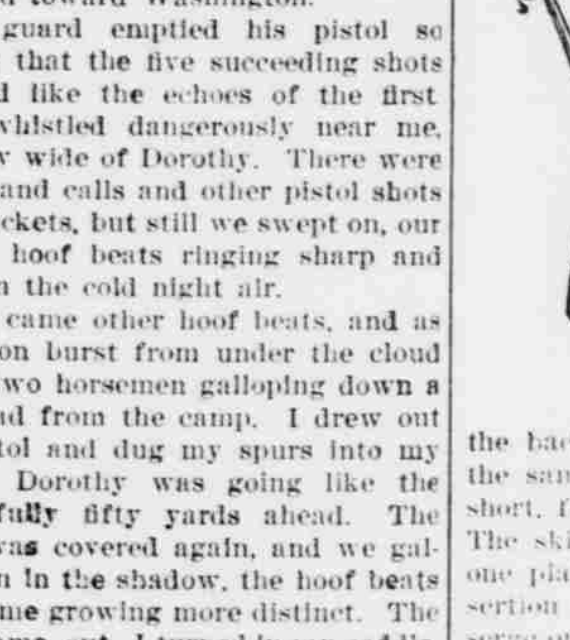 toward Washington.
guard emptied his pistol so
that the five succeeding shots
like the echoes of the first
whistled dangerously near me,
wide of Dorothy. There were
and calls and other pistol shots
ckets, but still we swept on, our
hoof beats ringing sharp and
the cold night air.
came other hoof beats, and as
on burst from under the cloud
two horsemen galloping down a
from the camp. I drew out
tol and dug my spurs into my
Dorothy was going like the
fully fifty yards ahead. The
was covered again, and we gal-
in the shadow, the hoof beats
me growing more distinct. The
the bac
the sam
short, f
The ski
one pla
sertion